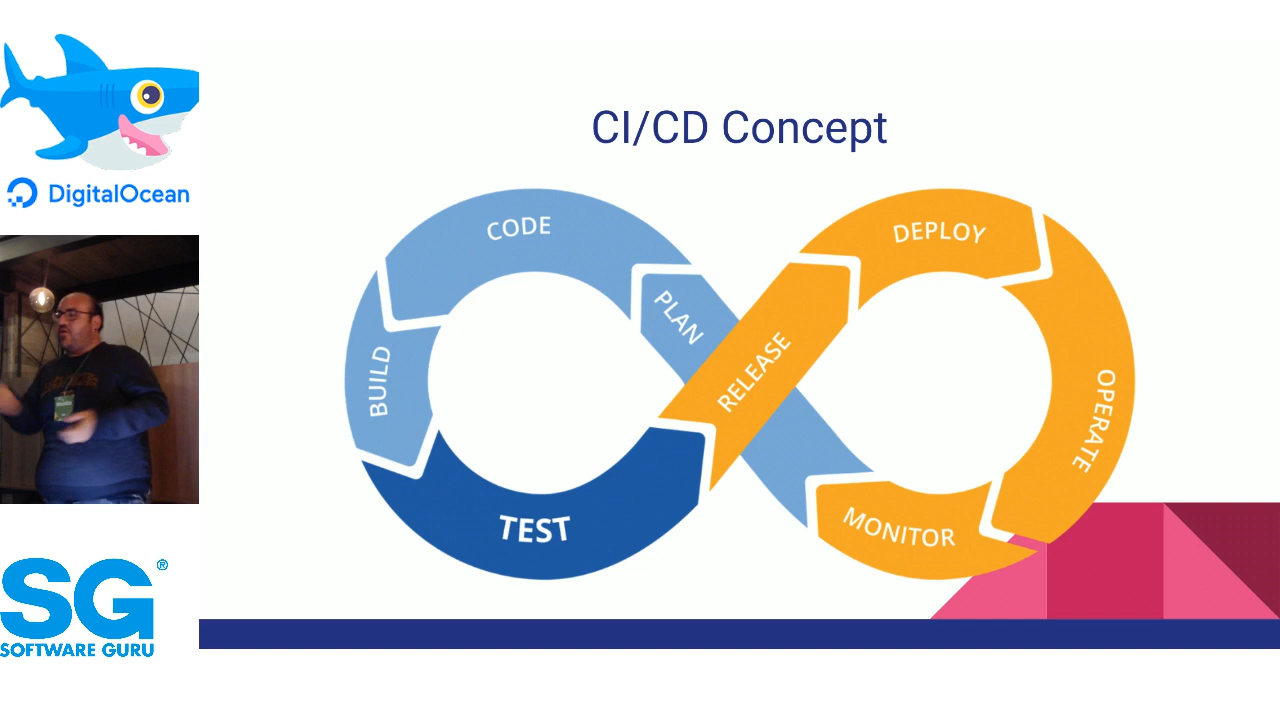 DigitalOcean
SG®
SOFTWARE GURU
CI/CD Concept
CODE
DEPLOY
PLAN
RELEASE
BUILD
OPERATE
TEST
MONITOR